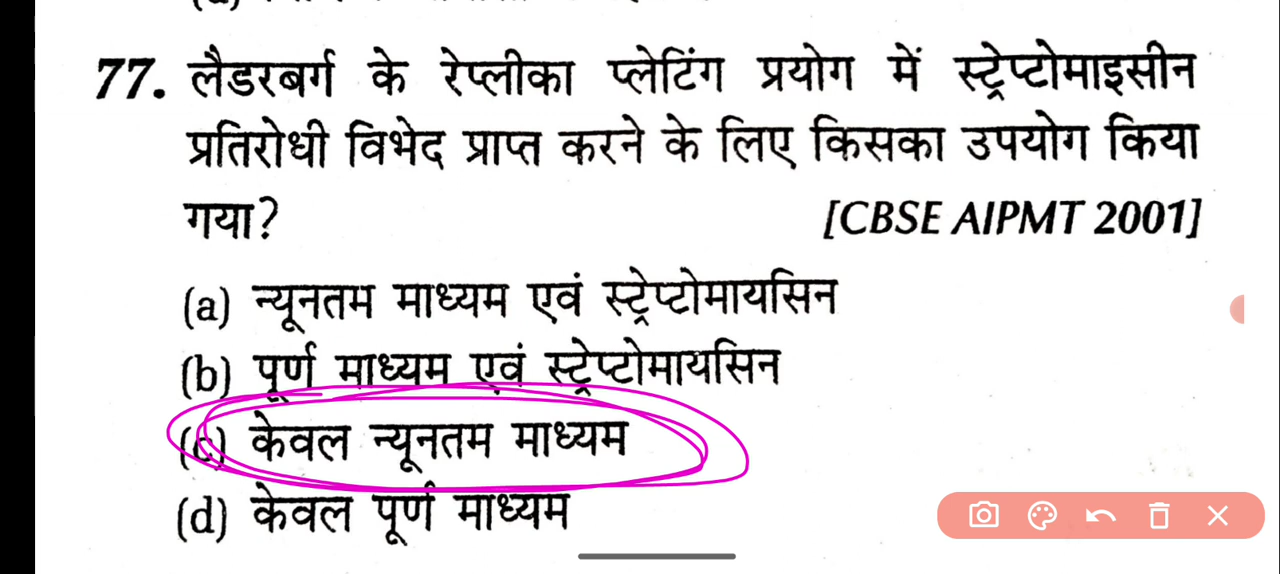 77. लैडरबर्ग के रेप्लीका प्लेटिंग प्रयोग में स्ट्रेप्टोमाइसीन
प्रतिरोधी विभेद प्राप्त करने के लिए किसका उपयोग किया
गया? [CBSE AIPMT 2001]
(a) न्यूनतम माध्यम एवं स्ट्रेप्टोमायसिन
(b) पूर्ण माध्यम एवं स्ट्रेप्टोमायसिन
(c) केवल न्यूनतम माध्यम
(d) केवल पूर्ण माध्यम